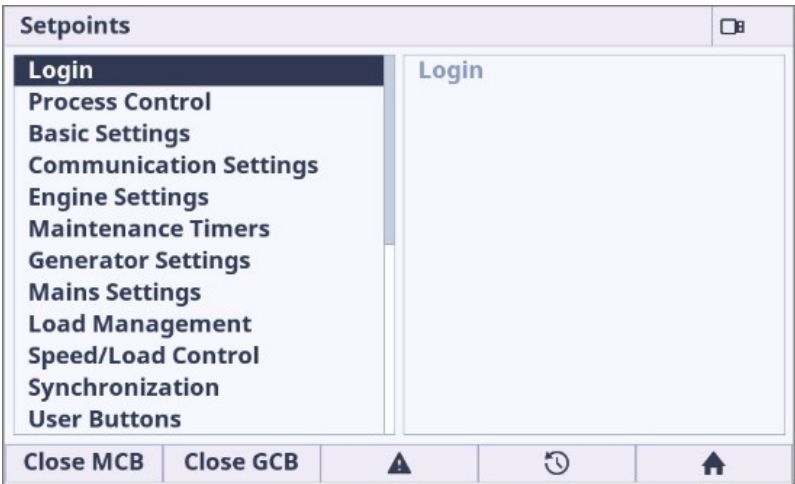 Setpoints
Login
Process Control
Basic Settings
Communication Settings
Engine Settings
Maintenance Timers
Generator Settings
Mains Settings
Load Management
Speed/Load Control
Synchronization
User Buttons
Login
Close MCB
Close GCB